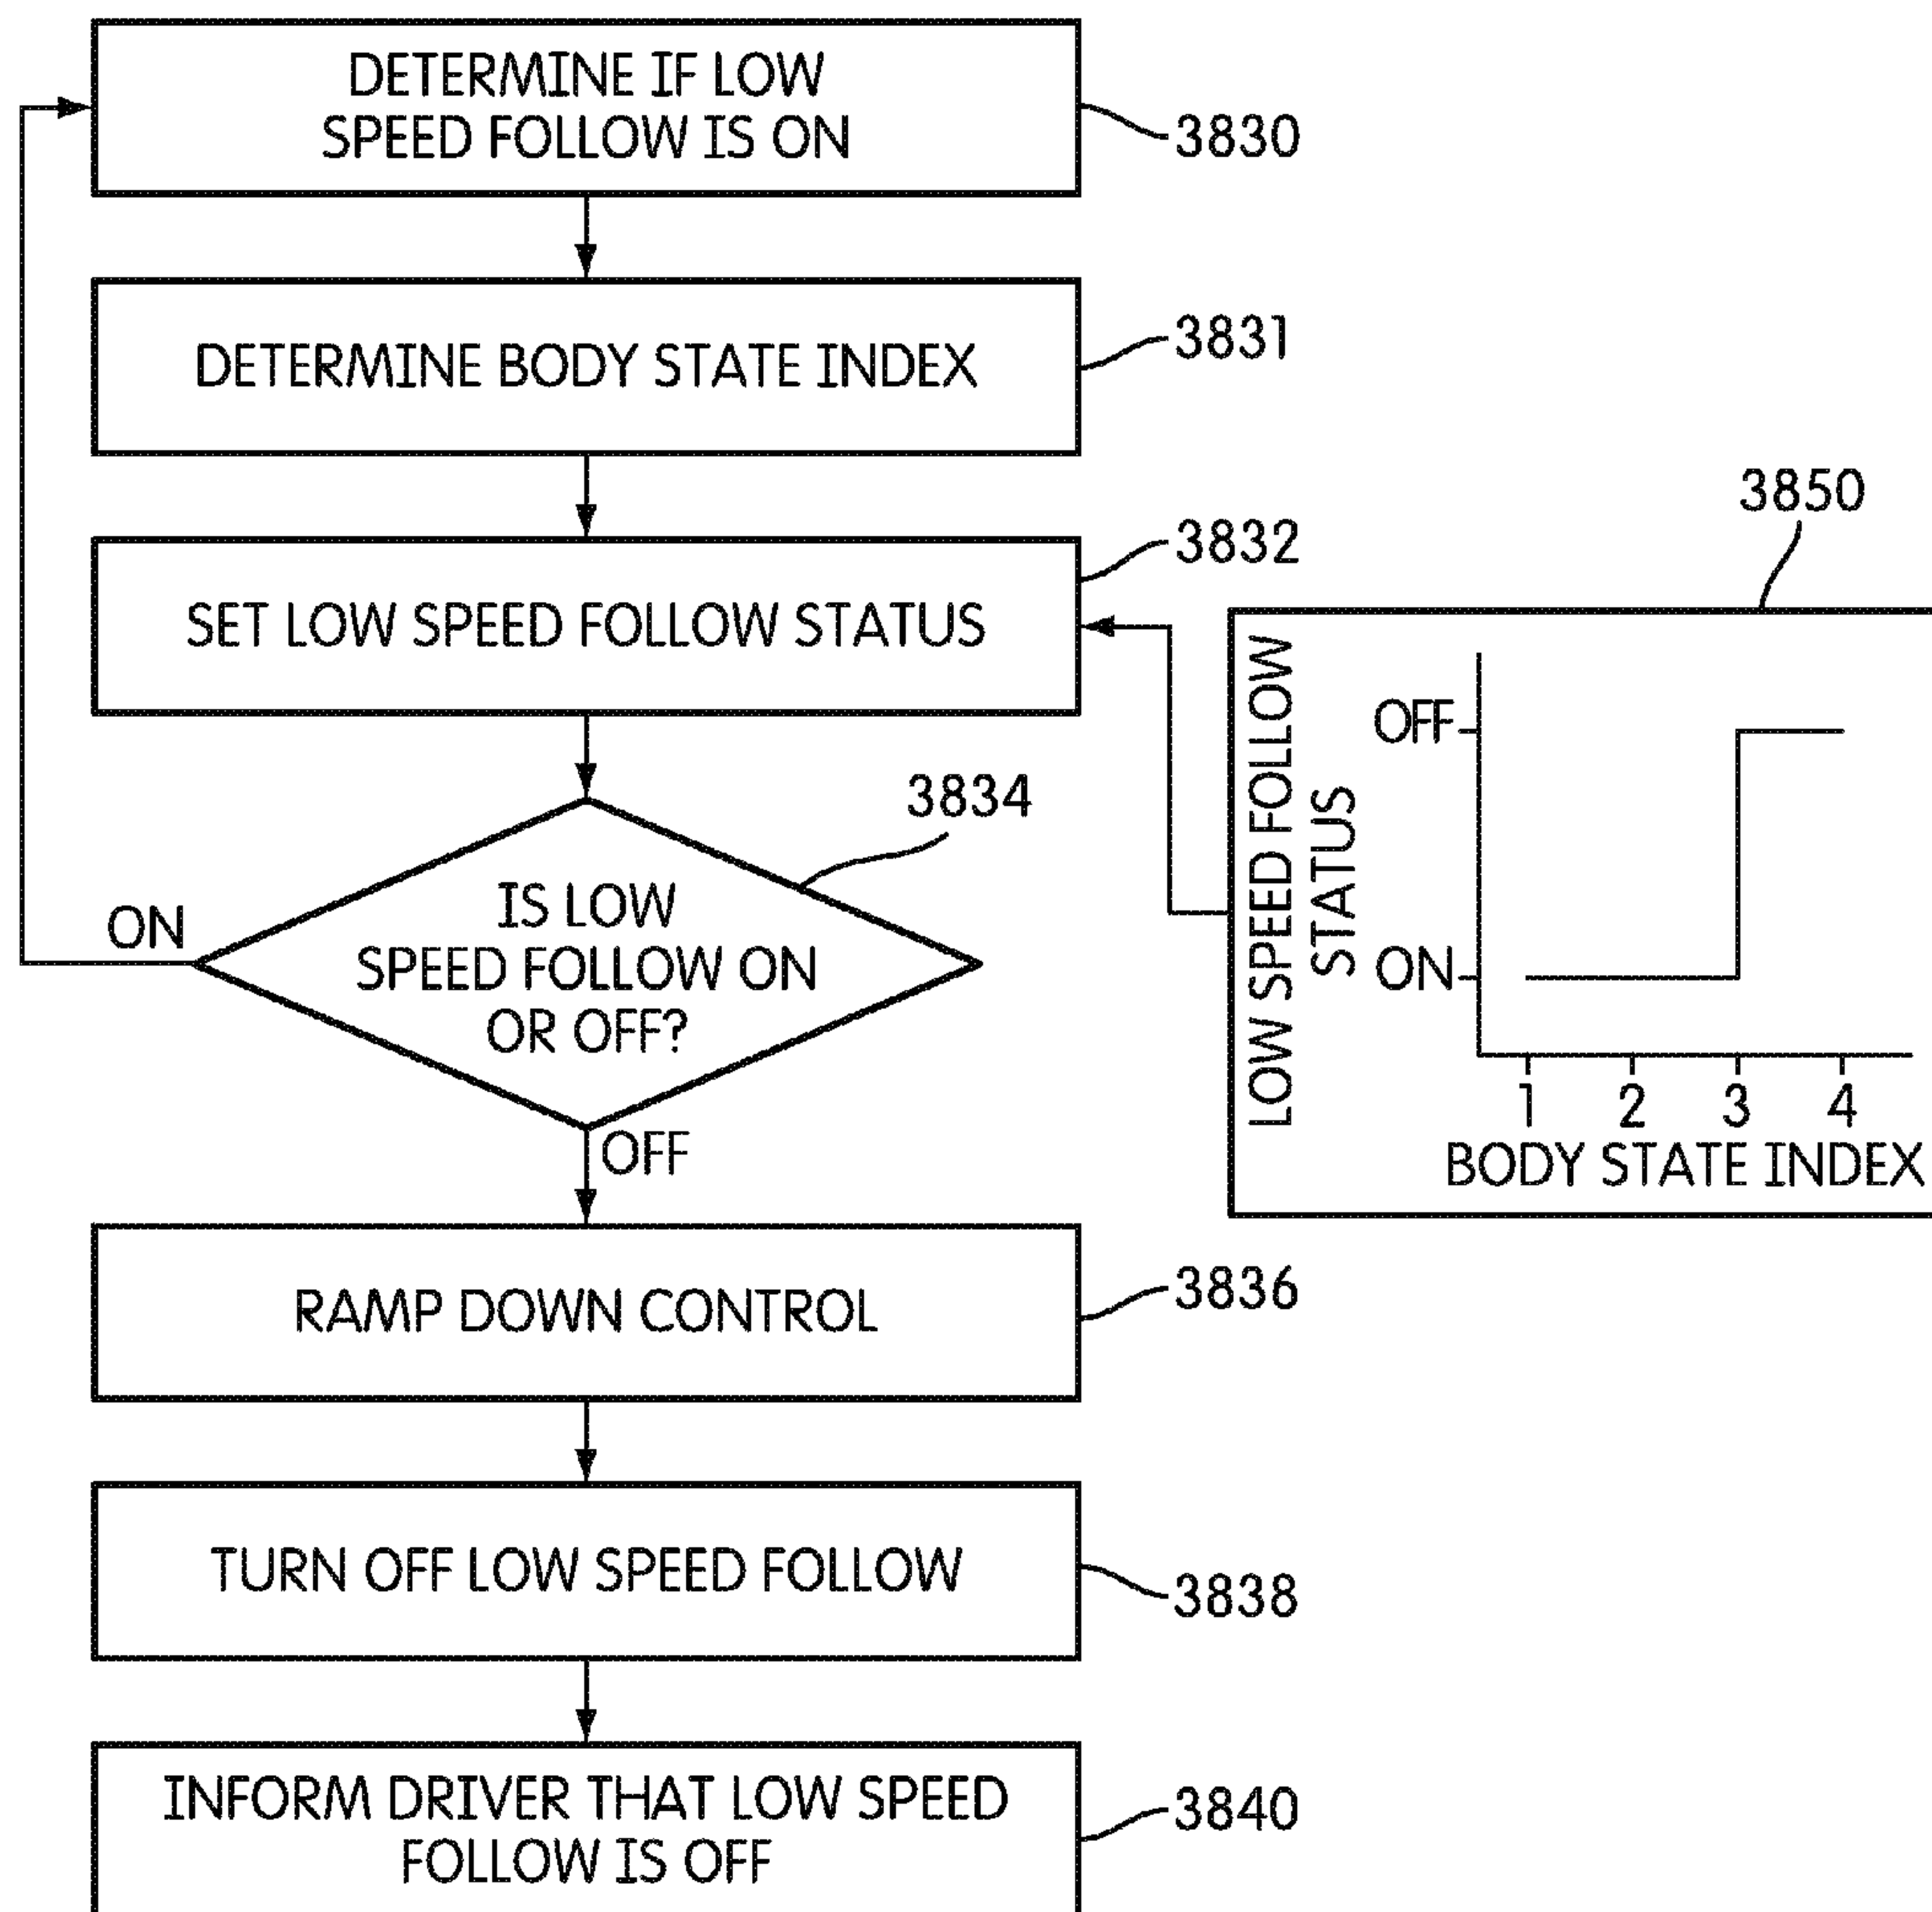 DETERMINE IF LOW
SPEED FOLLOW IS ON
3830
DETERMINE BODY STATE INDEX
3831
SET LOW SPEED FOLLOW STATUS
3832
3850
LOW SPEED FOLLOW
STATUS
OFF
ON
1 2 3 4
BODY STATE INDEX
3834
IS LOW
SPEED FOLLOW ON
OR OFF?
ON
OFF
RAMP DOWN CONTROL
3836
TURN OFF LOW SPEED FOLLOW
3838
INFORM DRIVER THAT LOW SPEED
FOLLOW IS OFF
3840